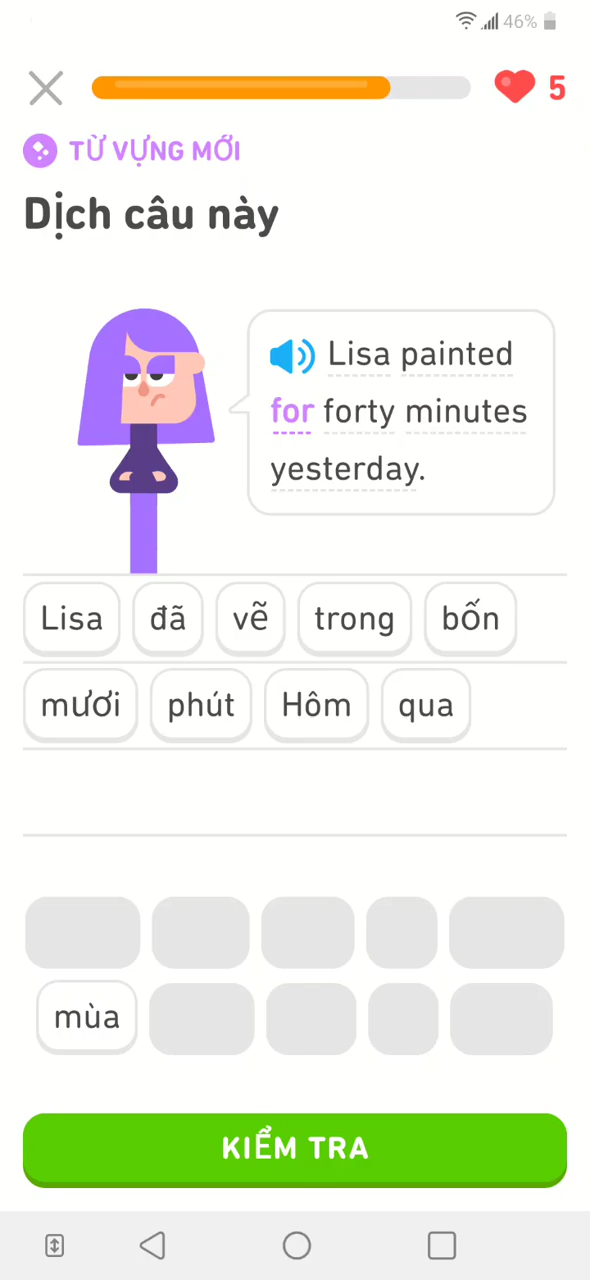 46%
5
TỪ VỰNG MỚI
Dịch câu này
Lisa painted
for forty minutes
yesterday.
Lisa đã vẽ trong bốn
mươi phút Hôm qua
mùa
KIỂM TRA